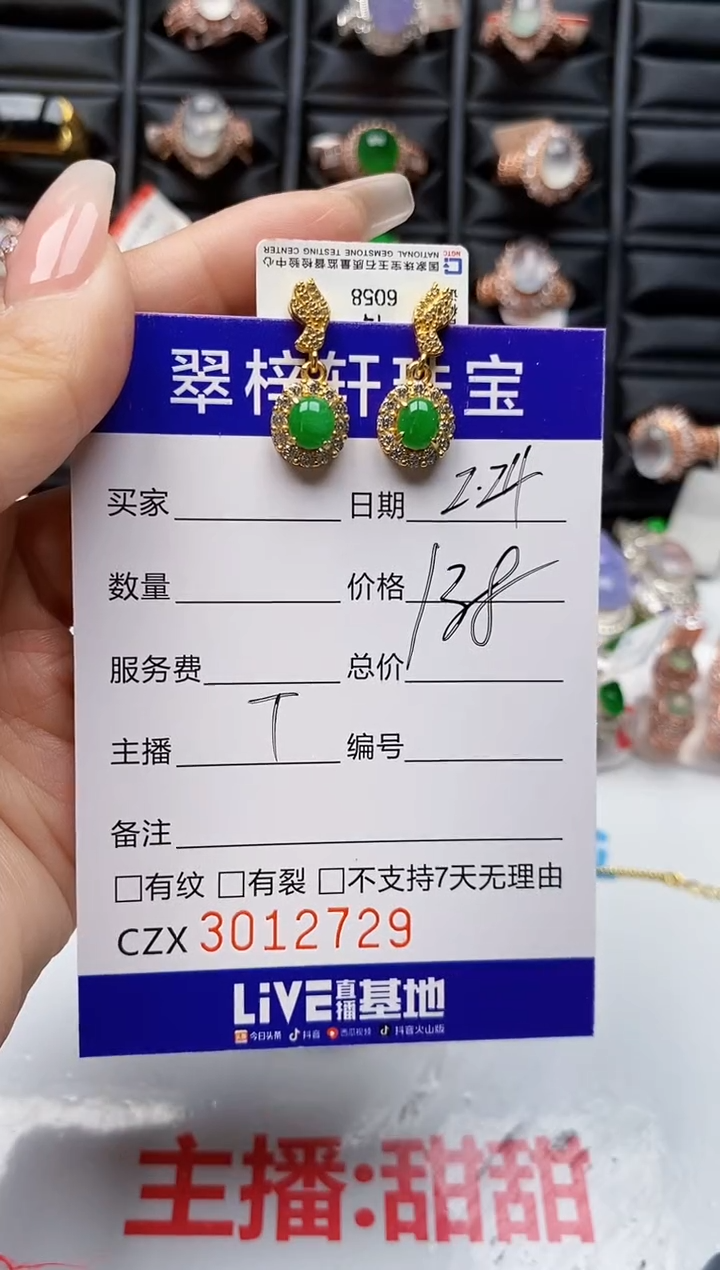 国家珠宝玉石质量监督检验中心
NATIONAL GEMSTONE TESTING CENTER
NGTC
6058
翠梓轩珠宝
买家 日期 2.24
数量 价格 138
服务费 总价
主播 T 编号
备注
□有纹 □有裂 □不支持7天无理由
CZX 3012729
LiVE直播基地
今日头条 抖音 西瓜视频 抖音火山版
主播:甜甜